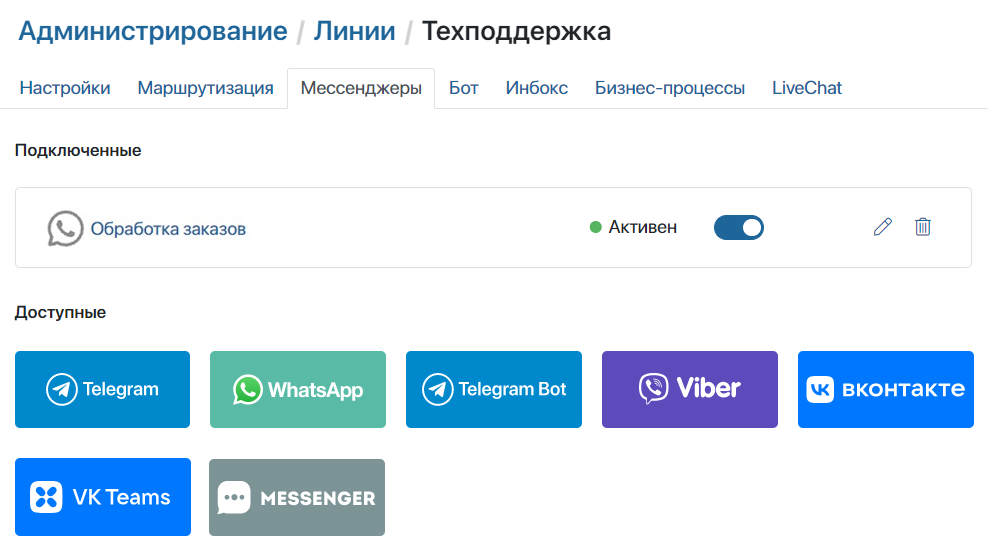 Администрирование / Линии / Техподдержка
Настройки Маршрутизация Мессенджеры Бот Инбокс Бизнес-процессы LiveChat
Подключенные
Обработка заказов Активен
Доступные
Telegram WhatsApp Telegram Bot Viber вконтакте
VK Teams MESSENGER